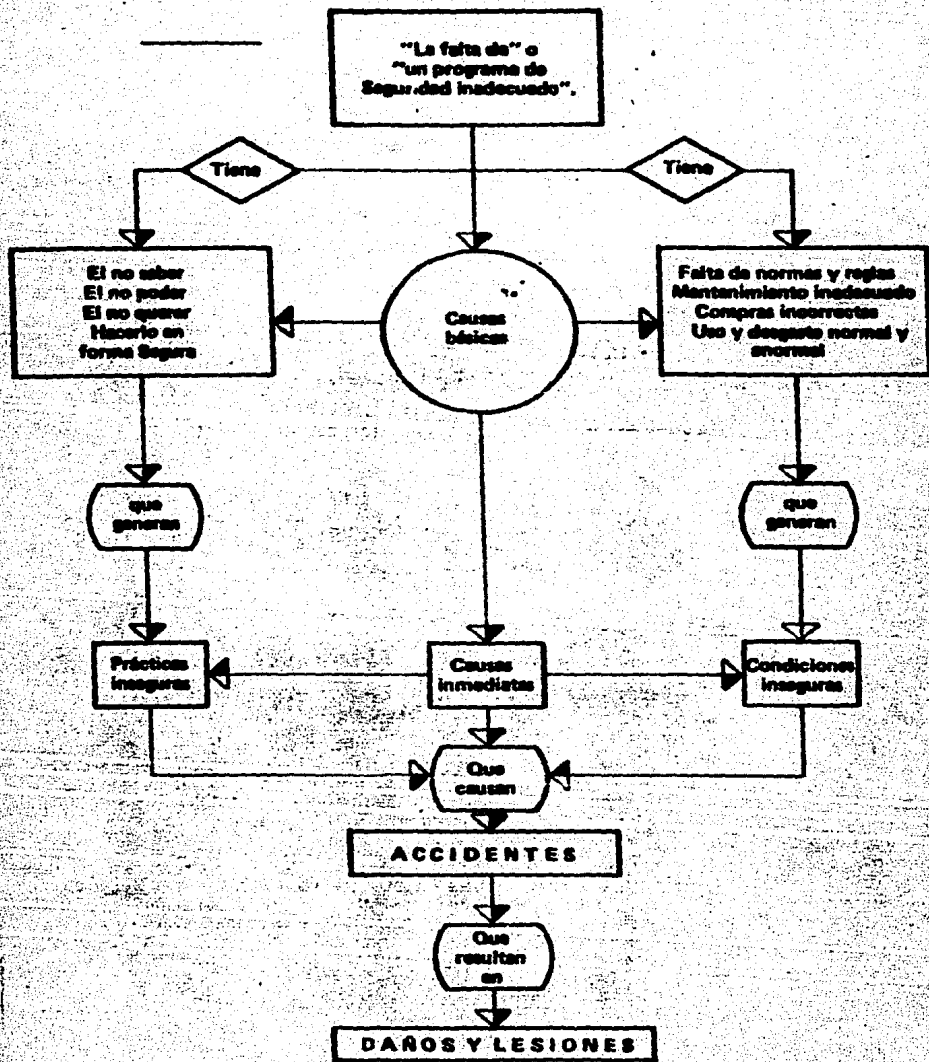 "La falta de" o
"un programa de
Seguridad inadecuado".
Tiene
Tiene
El no saber
El no poder
El no querer
Hacerlo en
forma Segura
Causas
básicas
Falta de normas y reglas
Mantenimiento inadecuado
Compras incorrectas
Uso y desgaste normal y
anormal
que
generan
que
generan
Prácticas
inseguras
Causas
inmediatas
Condiciones
inseguras
Que
causan
ACCIDENTES
Que
resultan
en
DAÑOS Y LESIONES